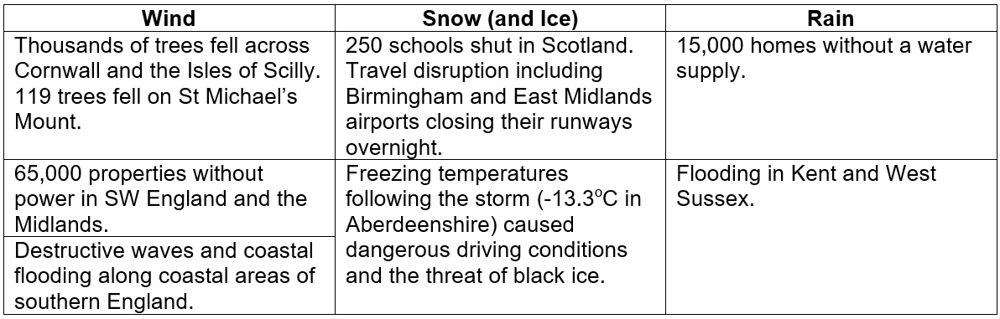 Wind
Snow (and Ice)
Rain
Thousands of trees fell across
Cornwall and the Isles of Scilly.
119 trees fell on St Michael’s
Mount.
250 schools shut in Scotland.
Travel disruption including
Birmingham and East Midlands
airports closing their runways
overnight.
15,000 homes without a water
supply.
65,000 properties without
power in SW England and the
Midlands.
Freezing temperatures
following the storm (-13.3ºC in
Aberdeenshire) caused
dangerous driving conditions
and the threat of black ice.
Flooding in Kent and West
Sussex.
Destructive waves and coastal
flooding along coastal areas of
southern England.